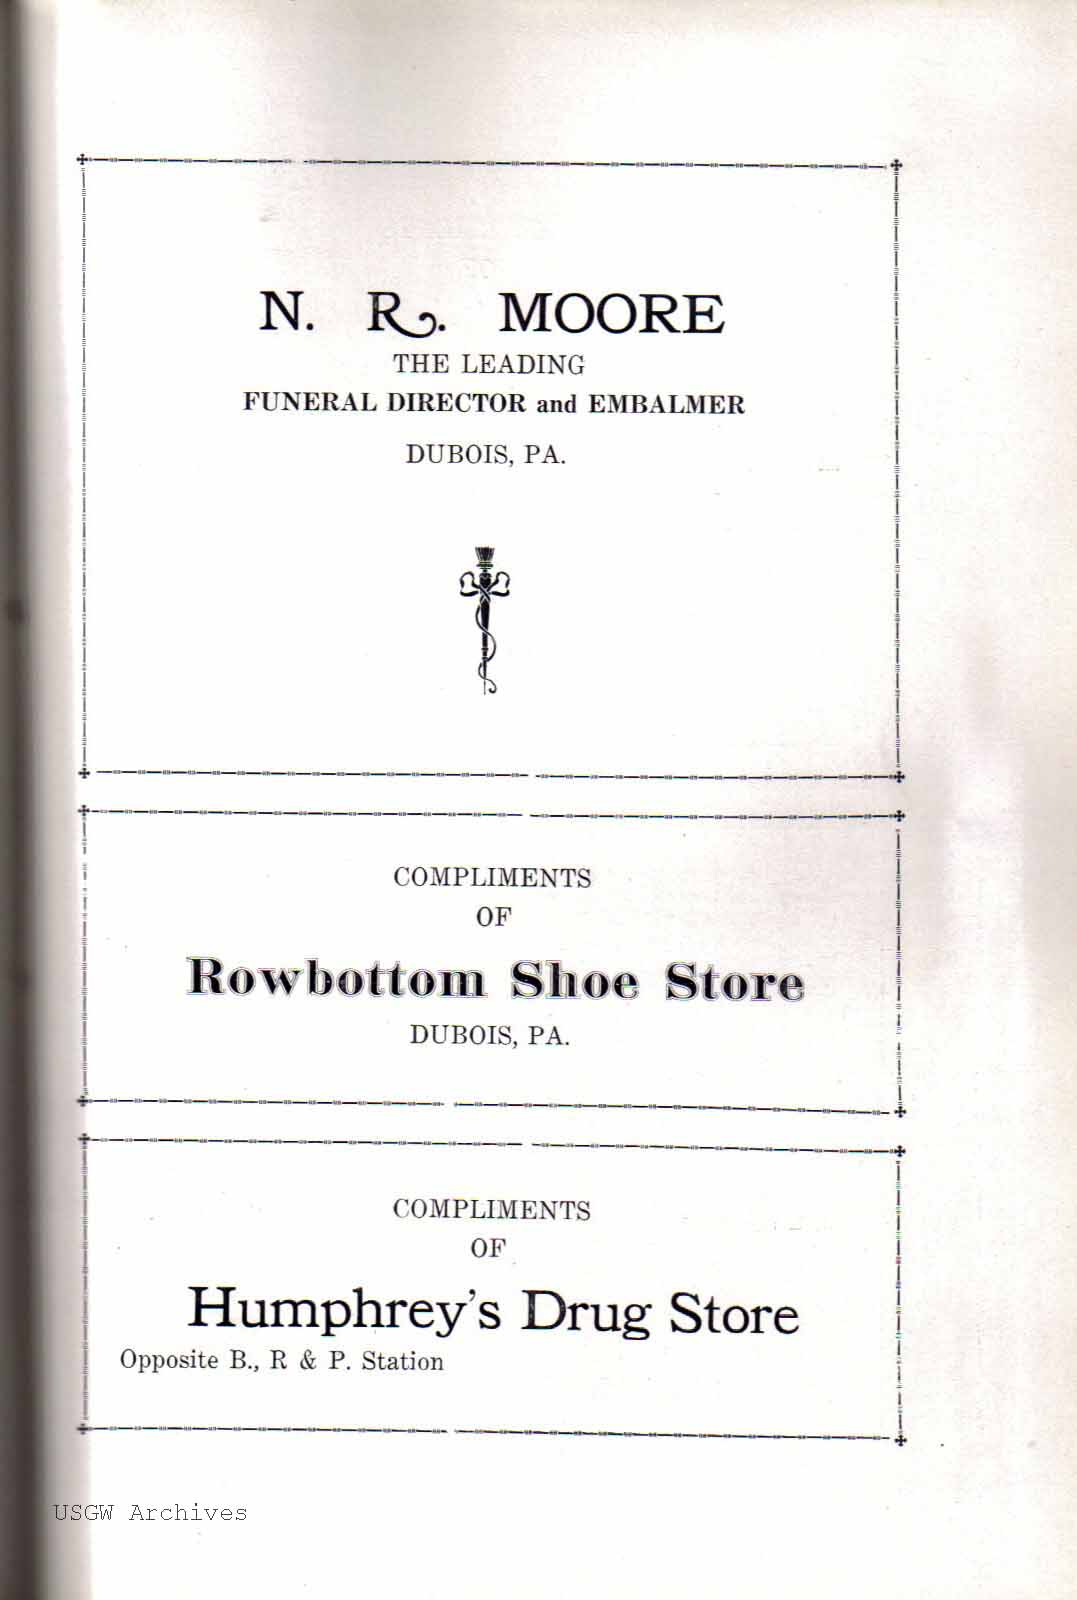 N. R. MOORE
THE LEADING
FUNERAL DIRECTOR and EMBALMER
DUBOIS, PA.
COMPLIMENTS
OF
Rowbottom Shoe Store
DUBOIS, PA.
COMPLIMENTS
OF
Humphrey's Drug Store
Opposite B., R & P. Station
USGW Archives